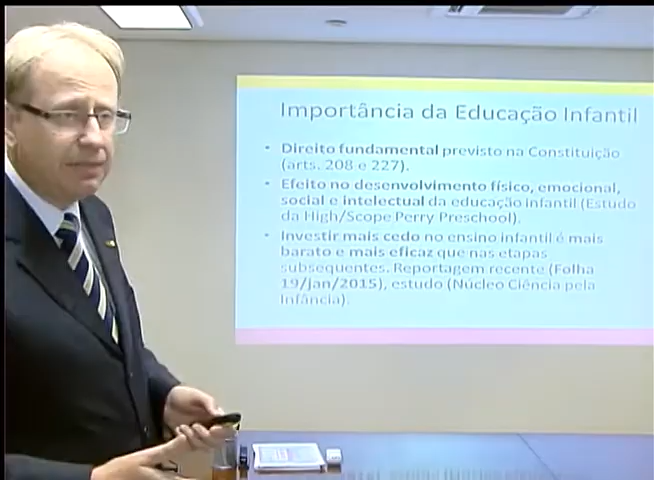 Importância da Educação Infantil
• Direito fundamental previsto na Constituição
(arts. 208 e 227).
• Efeito no desenvolvimento físico, emocional,
social e intelectual da educação infantil (Estudo
da High/Scope Perry Preschool).
• Investir mais cedo no ensino infantil é mais
barato e mais eficaz que nas etapas
subsequentes. Reportagem recente (Folha
19/jan/2015), estudo (Núcleo Ciência pela
Infância).